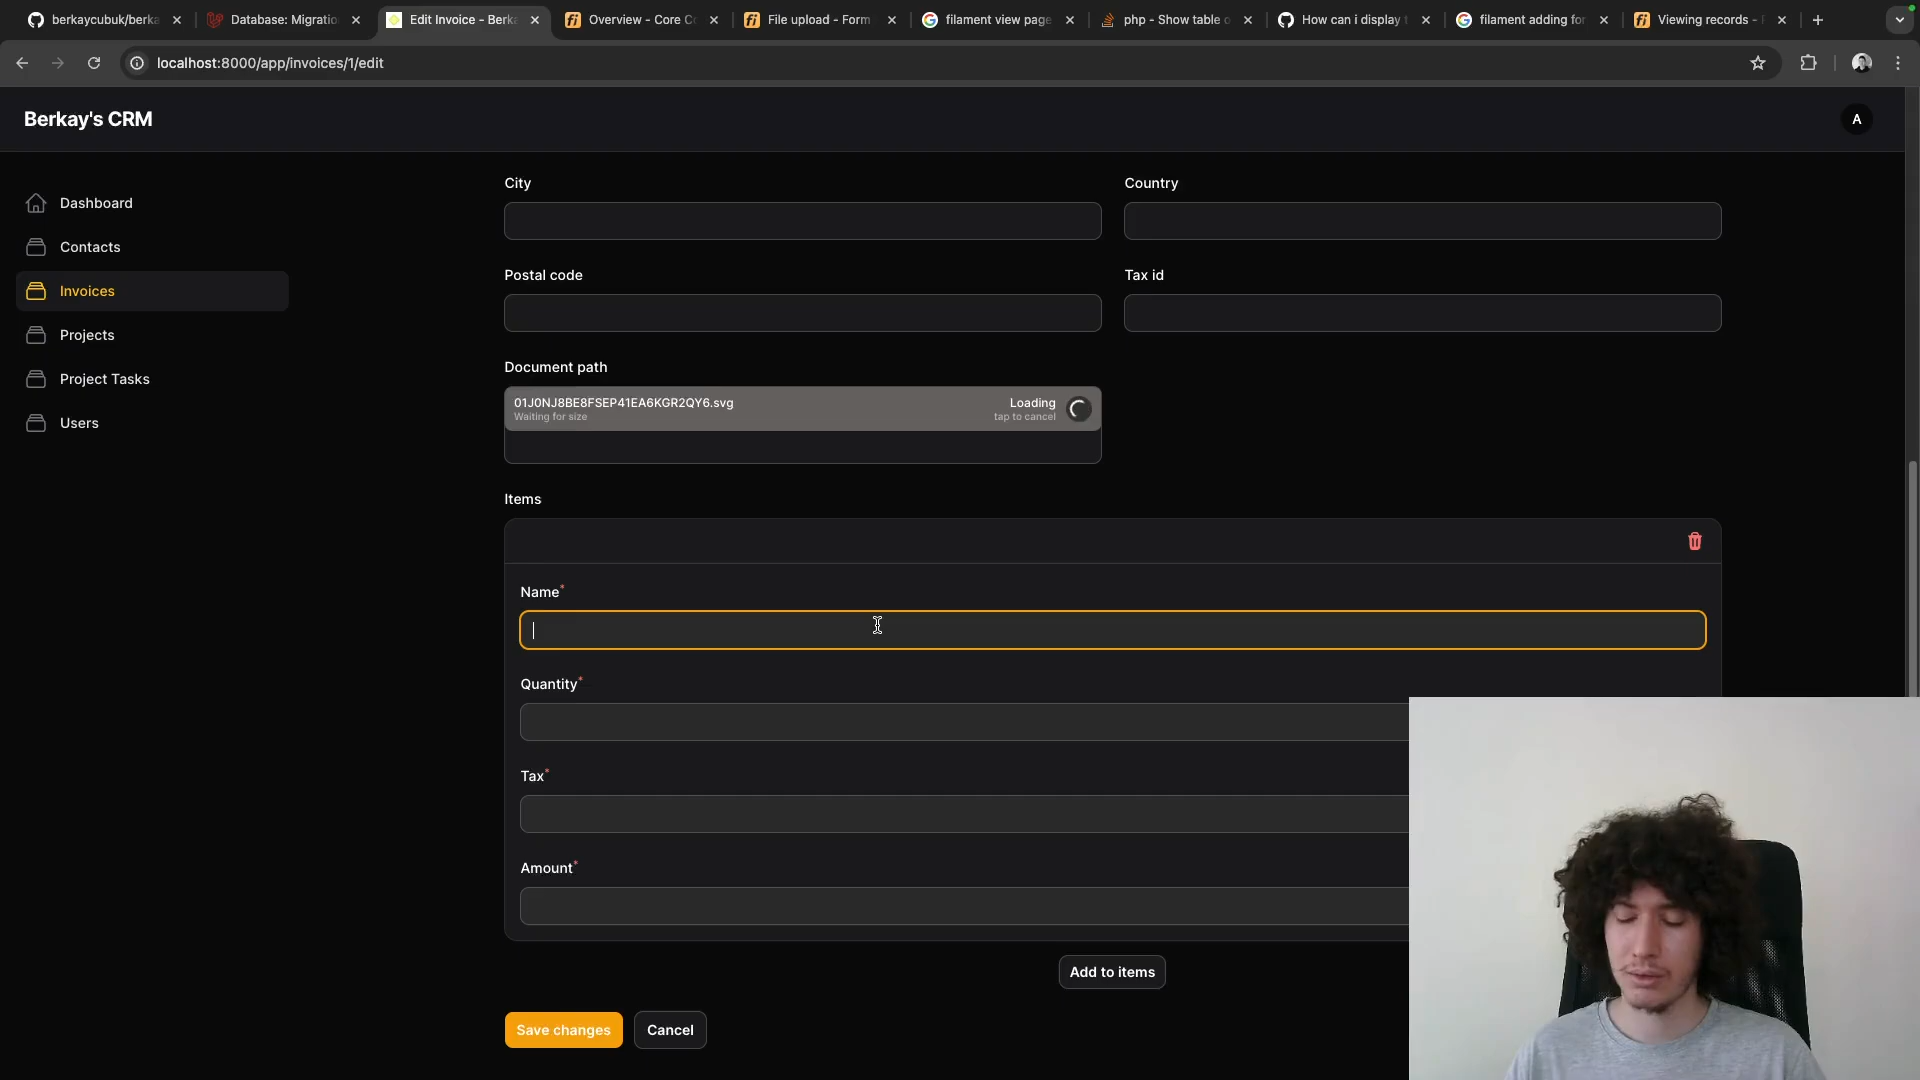 berkaycubuk/berka
Database: Migratio
Edit Invoice - Berk
Overview - Core C
File upload - Form
filament view page
php - Show table o
How can i display
filament adding for
Viewing records -
localhost:8000/app/invoices/1/edit
Berkay's CRM
A
Dashboard
Contacts
Invoices
Projects
Project Tasks
Users
City
Country
Postal code
Tax id
Document path
01J0NJ8BE8FSEP41EA6KGR2QY6.svg
Waiting for size
Loading
tap to cancel
Items
Name*
Quantity*
Tax*
Amount*
Add to items
Save changes
Cancel